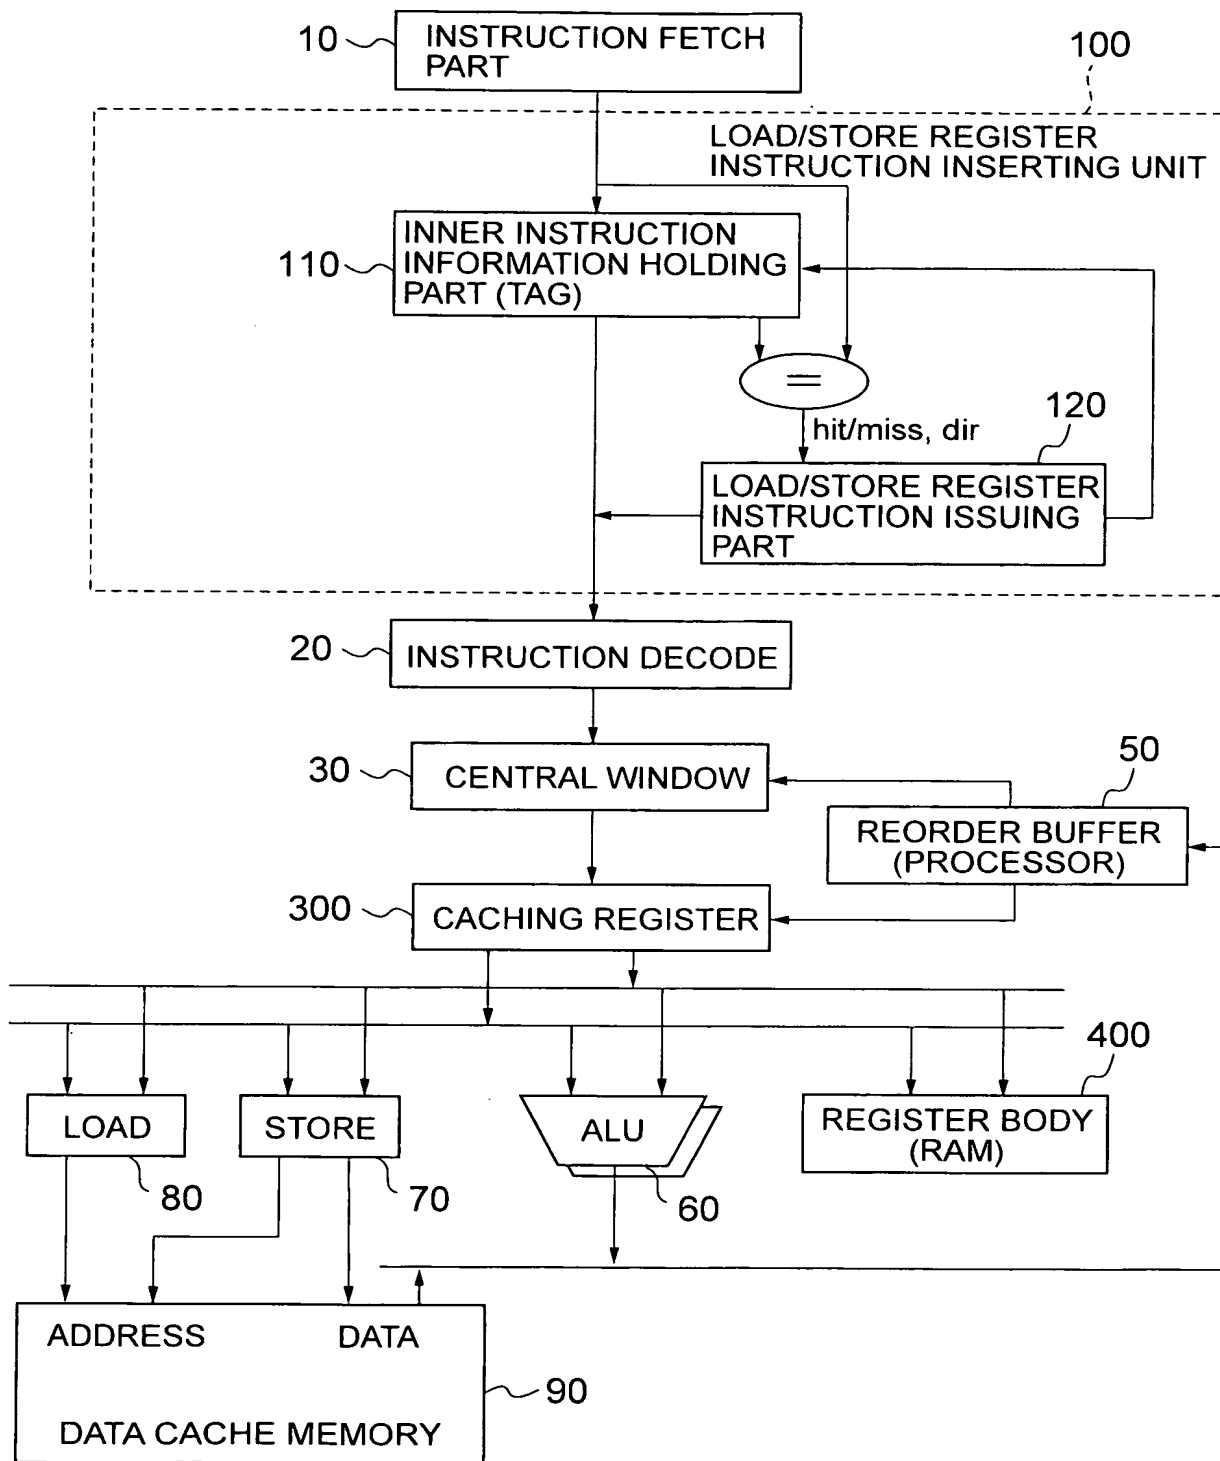 10
INSTRUCTION FETCH
PART
100
LOAD/STORE REGISTER
INSTRUCTION INSERTING UNIT
110
INNER INSTRUCTION
INFORMATION HOLDING
PART (TAG)
=
hit/miss, dir
120
LOAD/STORE REGISTER
INSTRUCTION ISSUING
PART
20
INSTRUCTION DECODE
30
CENTRAL WINDOW
50
REORDER BUFFER
(PROCESSOR)
300
CACHING REGISTER
400
LOAD
STORE
ALU
REGISTER BODY
(RAM)
80
70
60
ADDRESS
DATA
90
DATA CACHE MEMORY